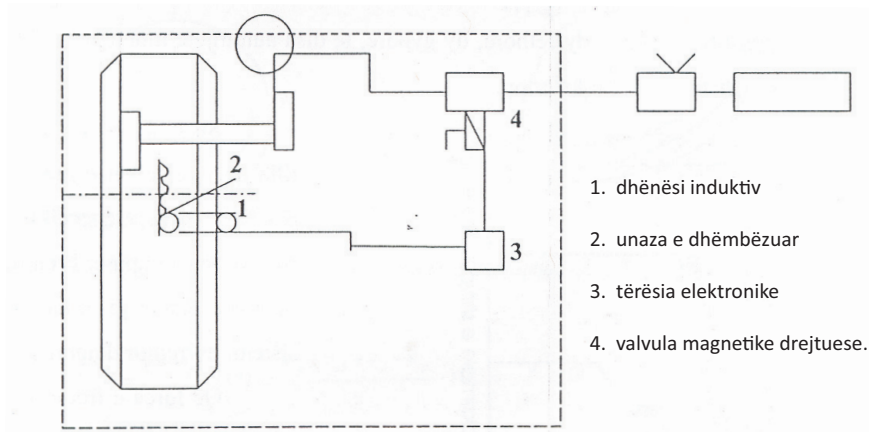 2
1
4
3
1. dhënësi induktiv
2. unaza e dhëmbëzuar
3. tërësia elektronike
4. valvula magnetike drejtuese.